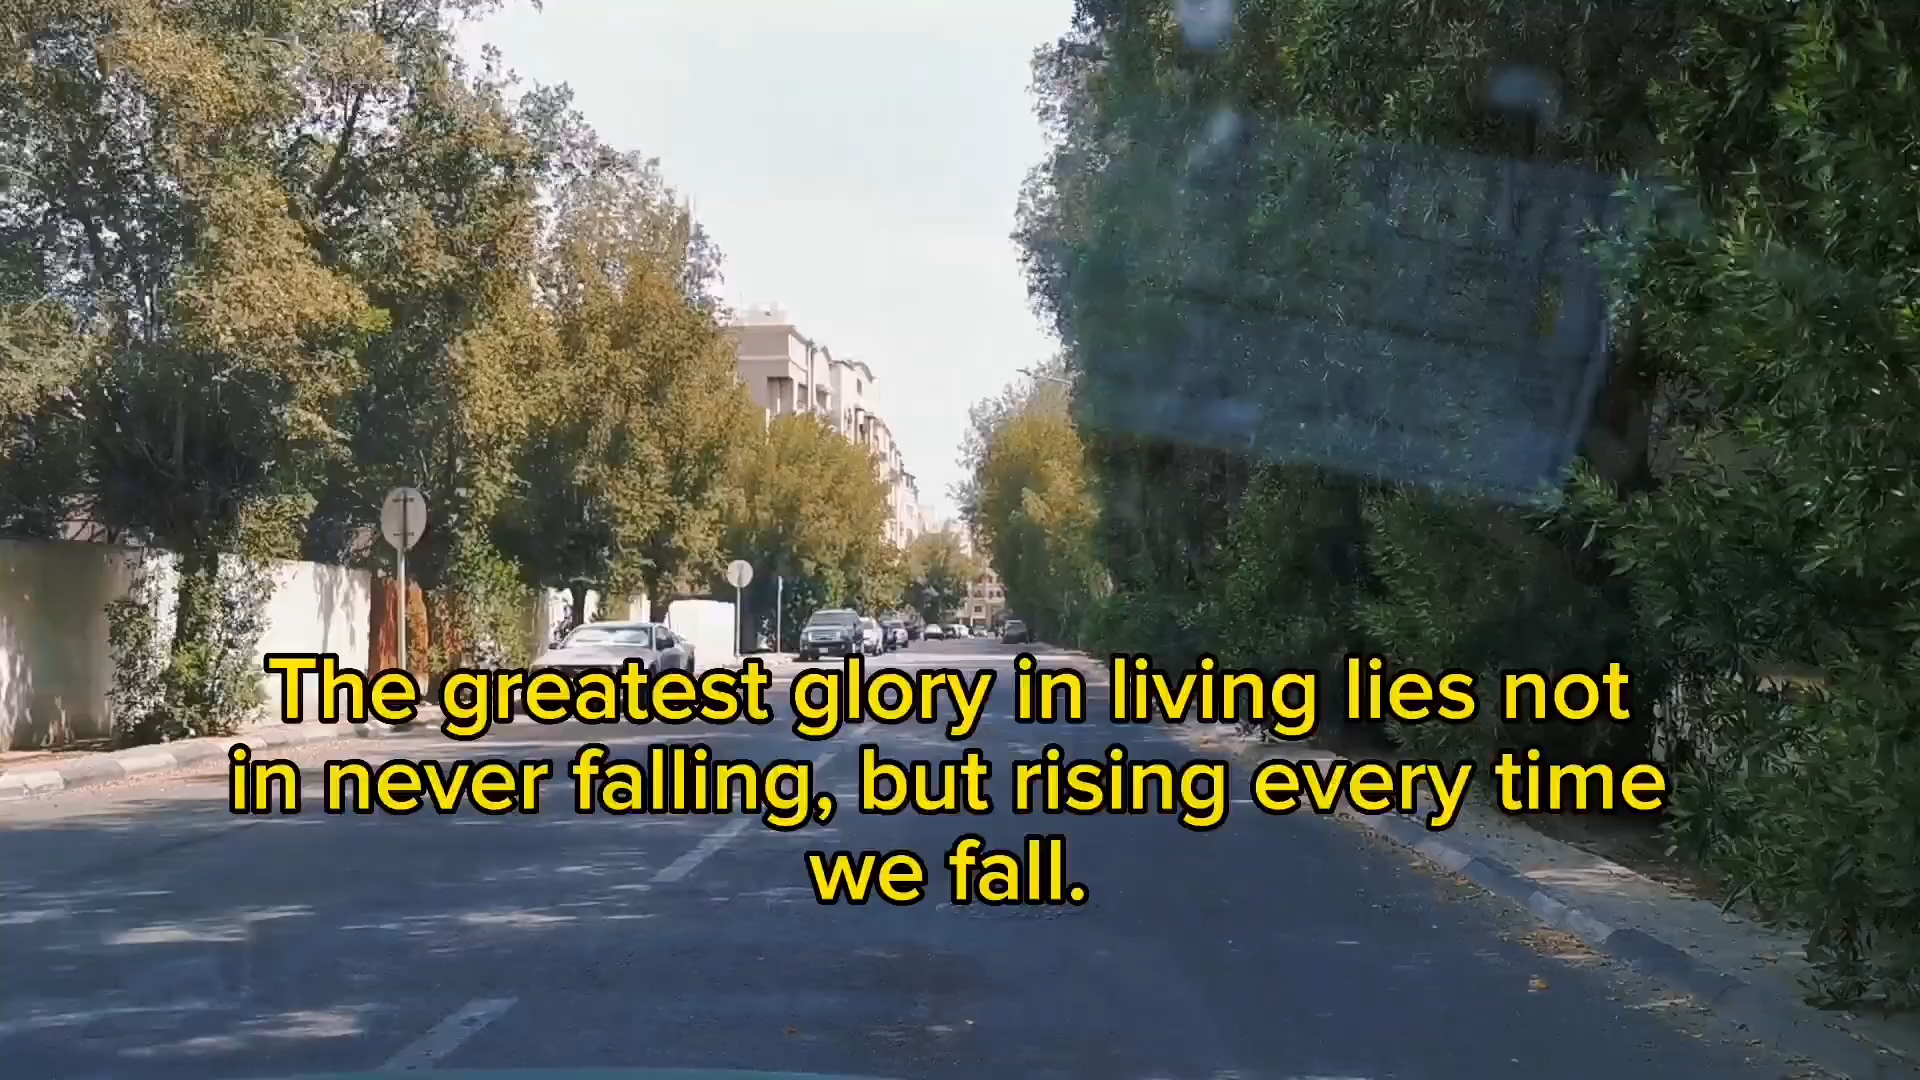 The greatest glory in living lies not
in never falling, but rising every time
we fall.